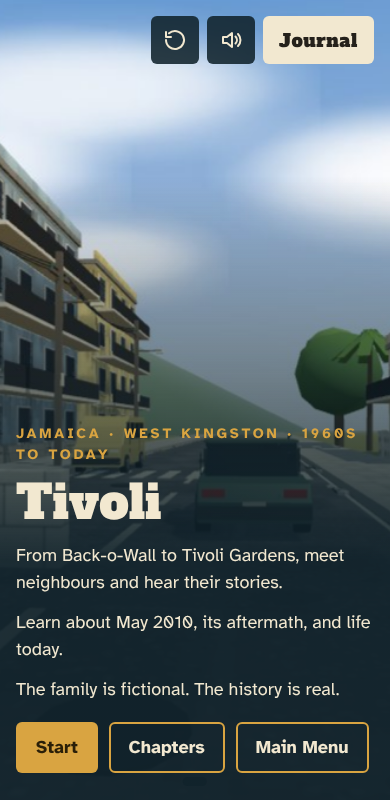 Journal
JAMAICA · WEST KINGSTON · 1960S
TO TODAY
Tivoli
From Back-o-Wall to Tivoli Gardens, meet
neighbours and hear their stories.
Learn about May 2010, its aftermath, and life
today.
The family is fictional. The history is real.
Start
Chapters
Main Menu